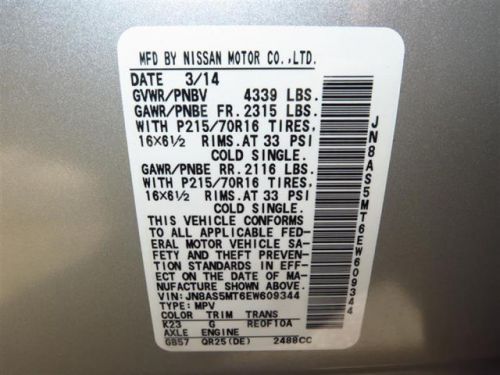 MFD BY NISSAN MOTOR CO.,LTD.
DATE 3/14
GVWR/PNBV 4339 LBS.
GAWR/PNBE FR. 2315 LBS.
WITH P215/70R16 TIRES,
16X6½ RIMS.AT 33 PSI
COLD SINGLE.
GAWR/PNBE RR. 2116 LBS.
WITH P215/70R16 TIRES,
16X6½ RIMS.AT 33 PSI
COLD SINGLE.
THIS VEHICLE CONFORMS
TO ALL APPLICABLE FED-
ERAL MOTOR VEHICLE SA-
FETY AND THEFT PREVEN-
TION STANDARDS IN EFF-
ECT ON THE DATE OF MA-
NUFACTURE SHOWN ABOVE.
VIN: JN8AS5MT6EW609344
TYPE: MPV
COLOR TRIM TRANS
K23 G RE0F10A
AXLE ENGINE
GB57 QR25(DE) 2488CC
JN8AS5MT6EW609344